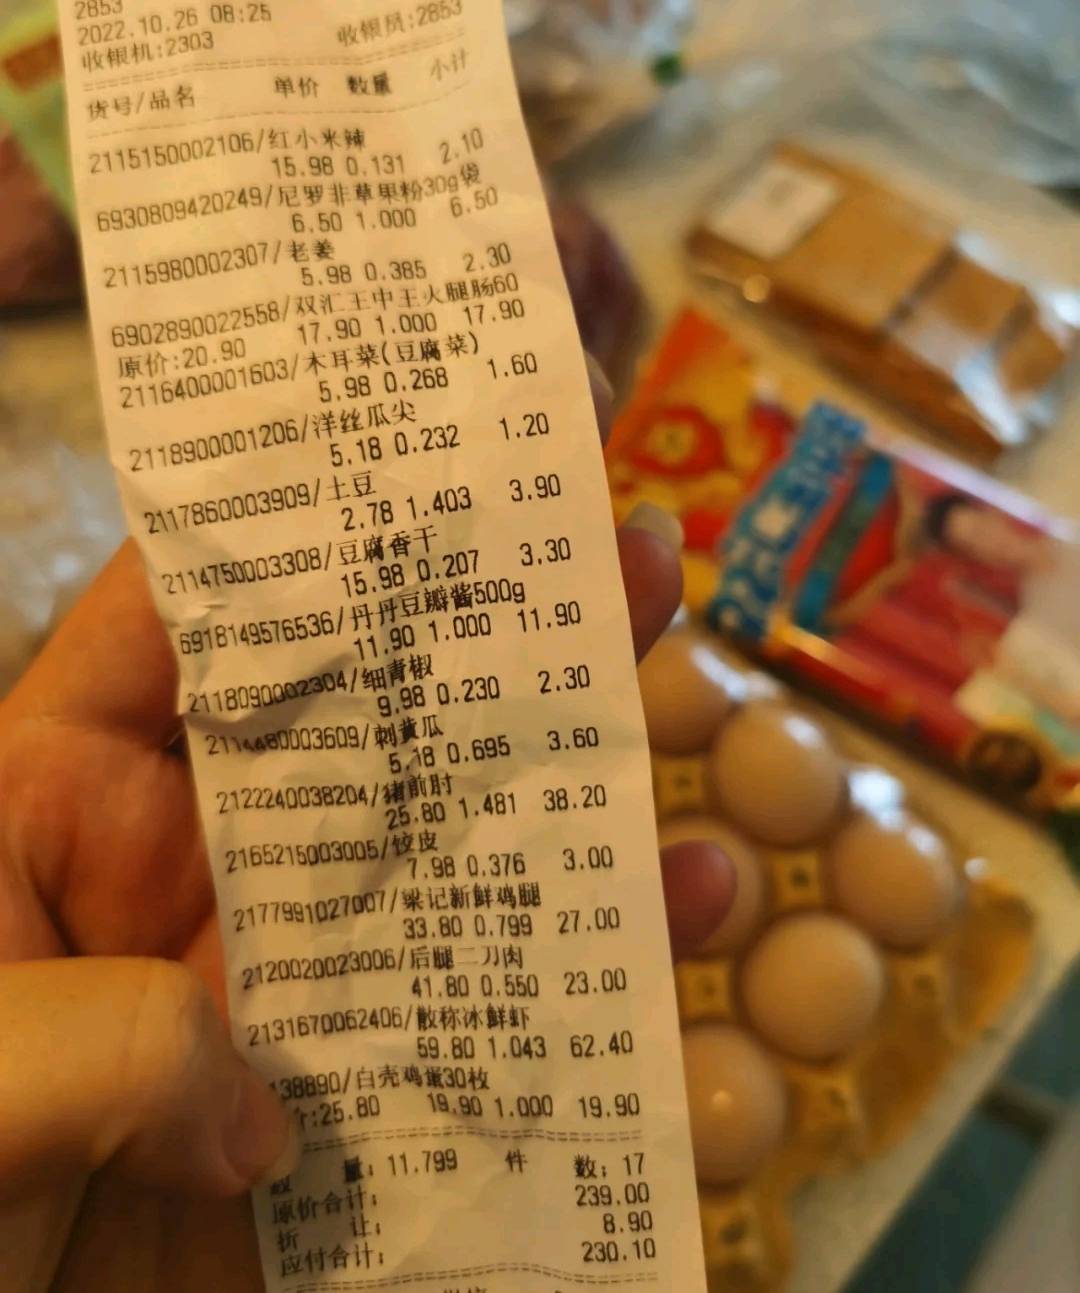 2853
2022.10.26 08:25
收银机:2303 收银员:2853
货号/品名 单价 数量 小计
2115150002106/红小米辣
15.98 0.131 2.10
6930809420249/尼罗非草果粉30g袋
6.50 1.000 6.50
2115980002307/老姜
5.98 0.385 2.30
6902890022558/双汇王中王火腿肠60
原价:20.90 17.90 1.000 17.90
2116400001603/木耳菜(豆腐菜)
5.98 0.268 1.60
2118900001206/洋丝瓜尖
5.18 0.232 1.20
2117860003909/土豆
2.78 1.403 3.90
2114750003308/豆腐香干
15.98 0.207 3.30
6918149576536/丹丹豆瓣酱500g
11.90 1.000 11.90
2118090002304/细青椒
9.98 0.230 2.30
2114480003609/刺黄瓜
5.18 0.695 3.60
2122240038204/猪前肘
25.80 1.481 38.20
2165215003005/饺皮
7.98 0.376 3.00
2177991027007/梁记新鲜鸡腿
33.80 0.799 27.00
2120020023006/后腿二刀肉
41.80 0.550 23.00
2131670062406/散称冰鲜虾
59.80 1.043 62.40
138890/白壳鸡蛋30枚
:25.80 19.90 1.000 19.90
数 量: 11.799 件 数: 17
原价合计: 239.00
折 让: 8.90
应付合计: 230.10